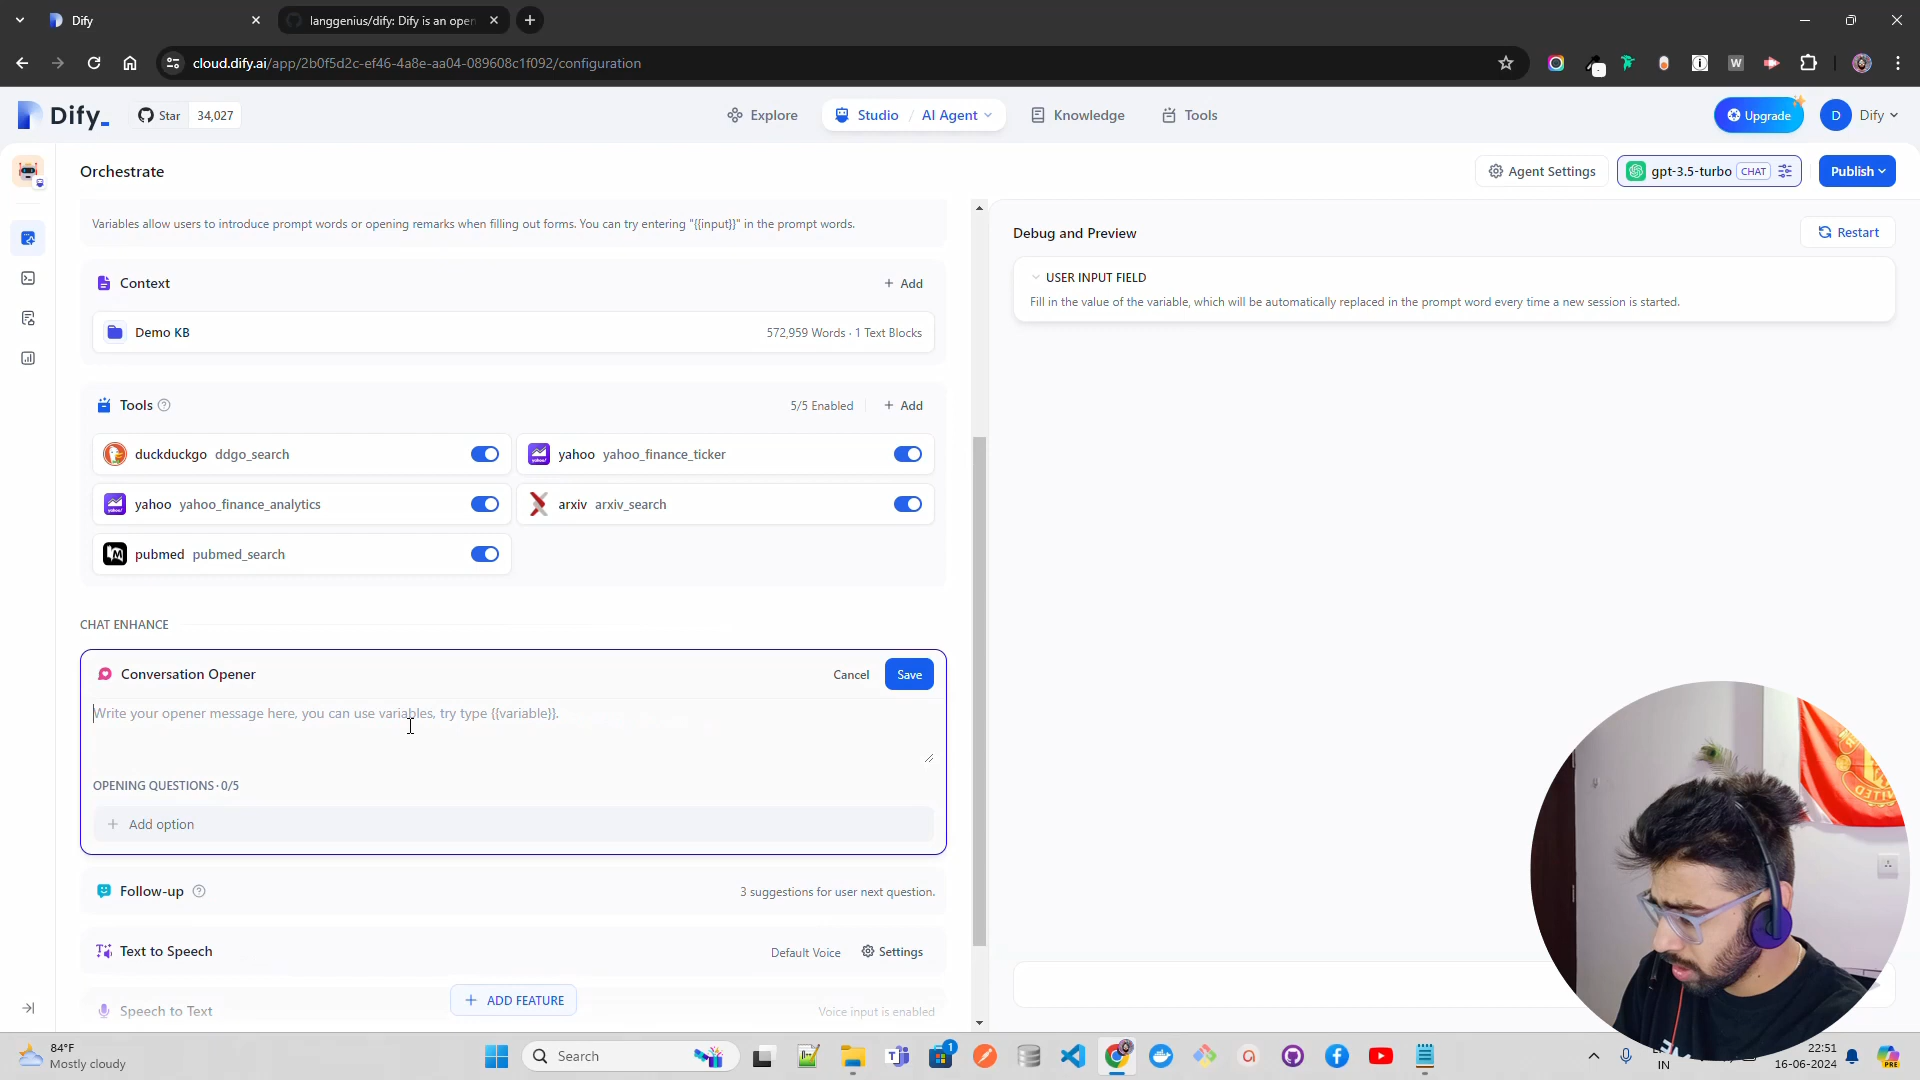 Dify
langgenius/dify: Dify is an open
cloud.dify.ai/app/2b0f5d2c-ef46-4a8e-aa04-089608c1f092/configuration
Dify_
Star 34,027
Explore
Studio / AI Agent
Knowledge
Tools
Upgrade
D Dify
Orchestrate
Agent Settings
gpt-3.5-turbo CHAT
Publish
Variables allow users to introduce prompt words or opening remarks when filling out forms. You can try entering "{{input}}" in the prompt words.
Context
+ Add
Demo KB
572,959 Words · 1 Text Blocks
Tools
5/5 Enabled
+ Add
duckduckgo ddgo_search
yahoo yahoo_finance_ticker
yahoo yahoo_finance_analytics
arxiv arxiv_search
pubmed pubmed_search
CHAT ENHANCE
Conversation Opener
Cancel
Save
Write your opener message here, you can use variables, try type {{variable}}.
OPENING QUESTIONS · 0/5
+ Add option
Follow-up
3 suggestions for user next question.
Text to Speech
Default Voice
Settings
+ ADD FEATURE
Speech to Text
Voice input is enabled
Debug and Preview
Restart
USER INPUT FIELD
Fill in the value of the variable, which will be automatically replaced in the prompt word every time a new session is started.
UNITED
84°F
Mostly cloudy
Search
1
IN
22:51
16-06-2024
PRE